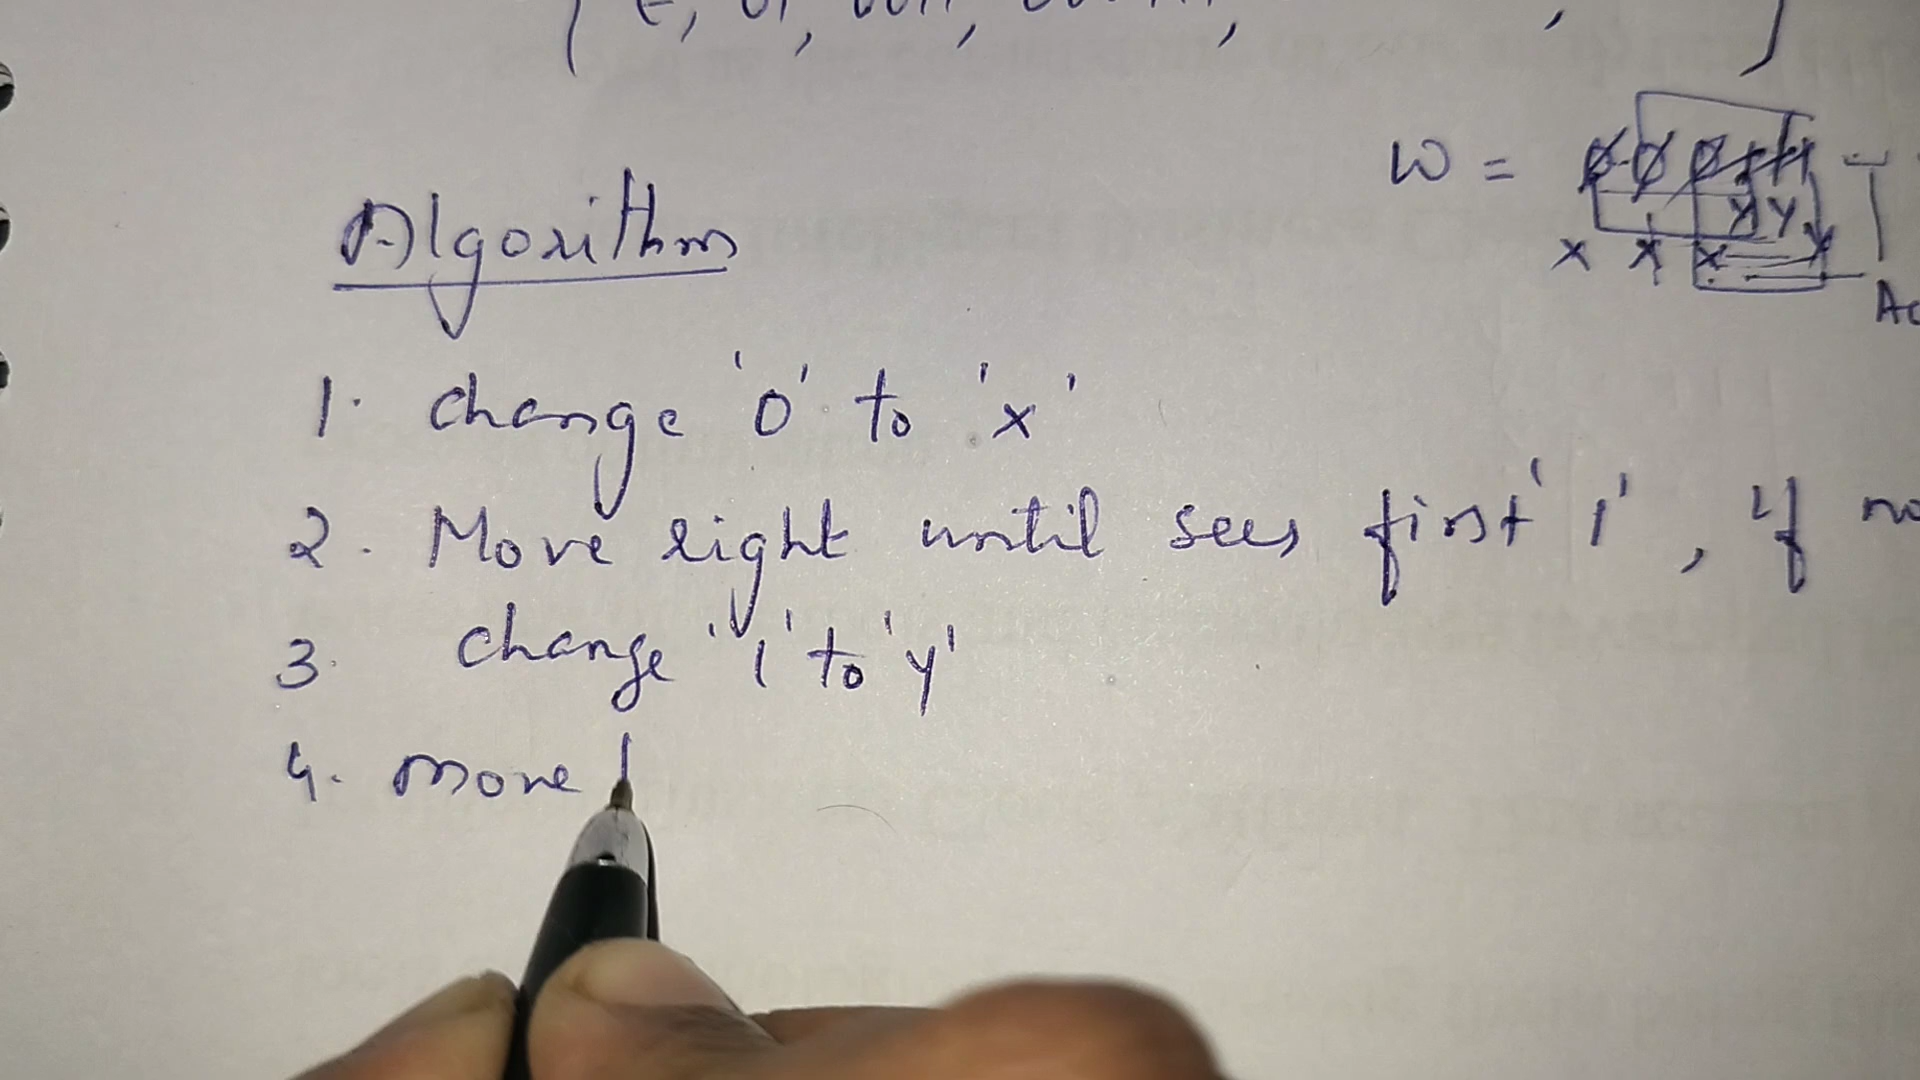 W =
Algorithm
x x x y
y y
1. change '0' to 'x'
2. Move right until sees first '1', if no
3. change '1' to 'y'
4. move